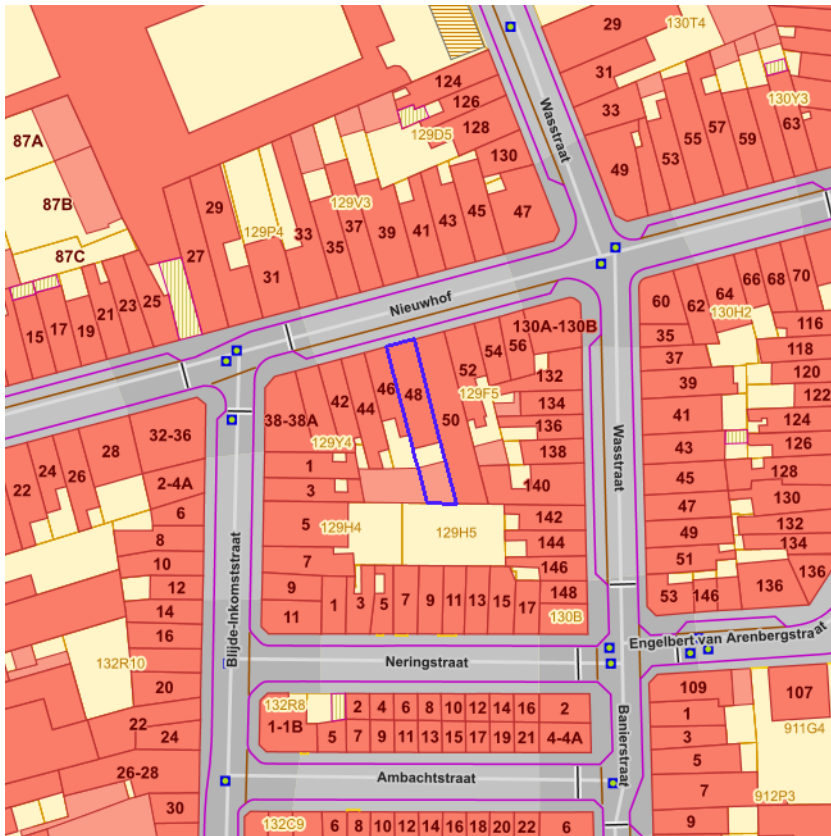 29 130T4
124 31
126 130Y3
87A 129D5 128 Wasstraat 33 55 57 59 63
130 49 53
87B 29 129V3 45 47
129P4 33 37 43
87C 27 35 39 41
31 Nieuwhof
15 17 19 21 23 25
60 62 64 66 68 70
130H2
130A-130B 35 116
54 56 37 118
52 132 39 120
42 46 48 129F5 134 122
38-38A 44 50 136 41 124
32-36 129Y4 138 43 126
28 1 Wasstraat 45 128
22 24 26 2-4A 3 140 47 130
6 5 129H4 129H5 142 49 132
8 7 144 51 134
10 146 136
12 9 148 53 146 136
14 11 1 3 5 7 9 11 13 15 17 130B
16 Blijde-Inkomststraat Engelbert van Arenbergstraat
132R10 Neringstraat
20 109 107
132R8 2 4 6 8 10 12 14 16 2 1 911G4
22 1-1B 3
24 5 7 9 11 13 15 17 19 21 4-4A Banierstraat 5
26-28 Ambachtstraat 7
912P3
30 132C9 6 8 10 12 14 16 18 20 22 6 9